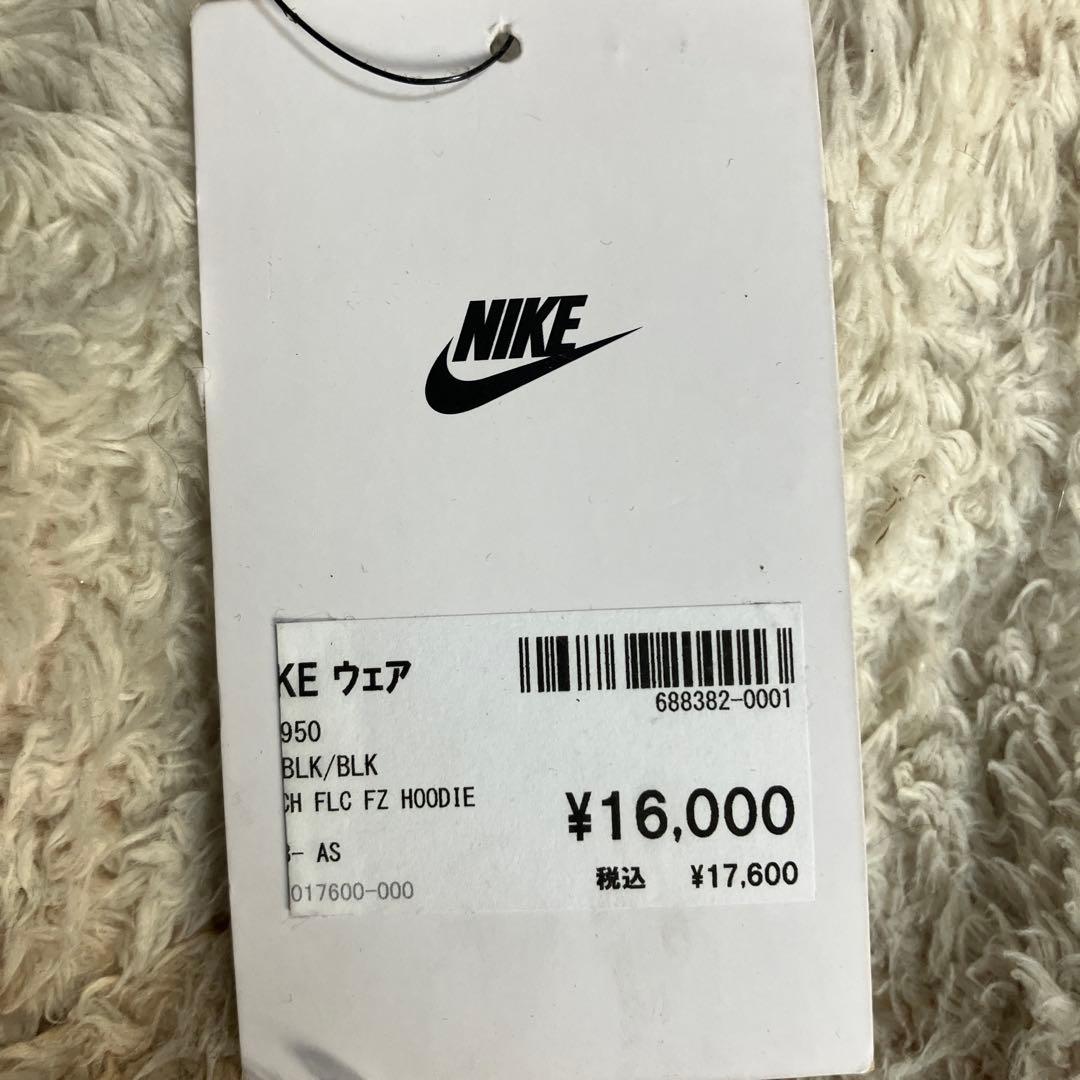 NIKE
KE ウェア
688382-0001
950
BLK/BLK
CH FLC FZ HOODIE
¥16,000
- AS
税込 ¥17,600
017600-000